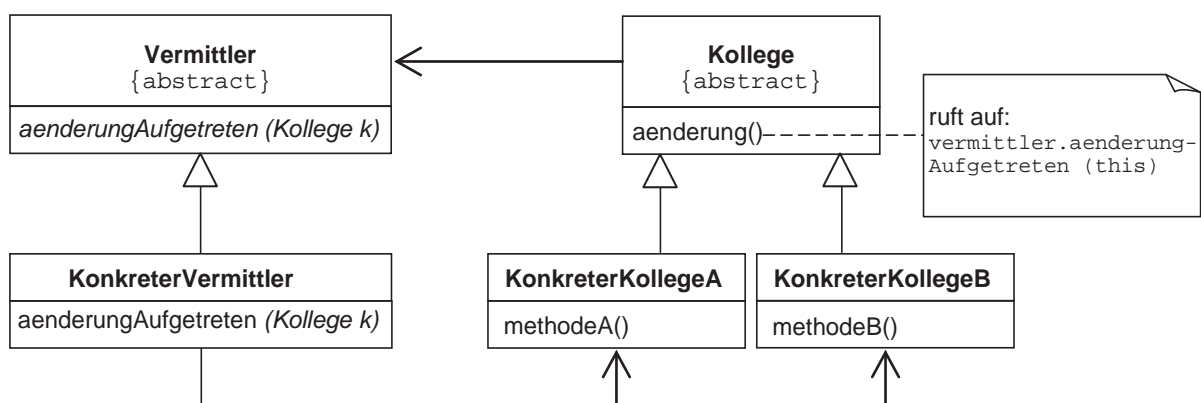 Vermittler
{abstract}
aenderungAufgetreten (Kollege k)
Kollege
{abstract}
aenderung()
ruft auf:
vermittler.aenderung-
Aufgetreten (this)
KonkreterVermittler
aenderungAufgetreten (Kollege k)
KonkreterKollegeA
methodeA()
KonkreterKollegeB
methodeB()